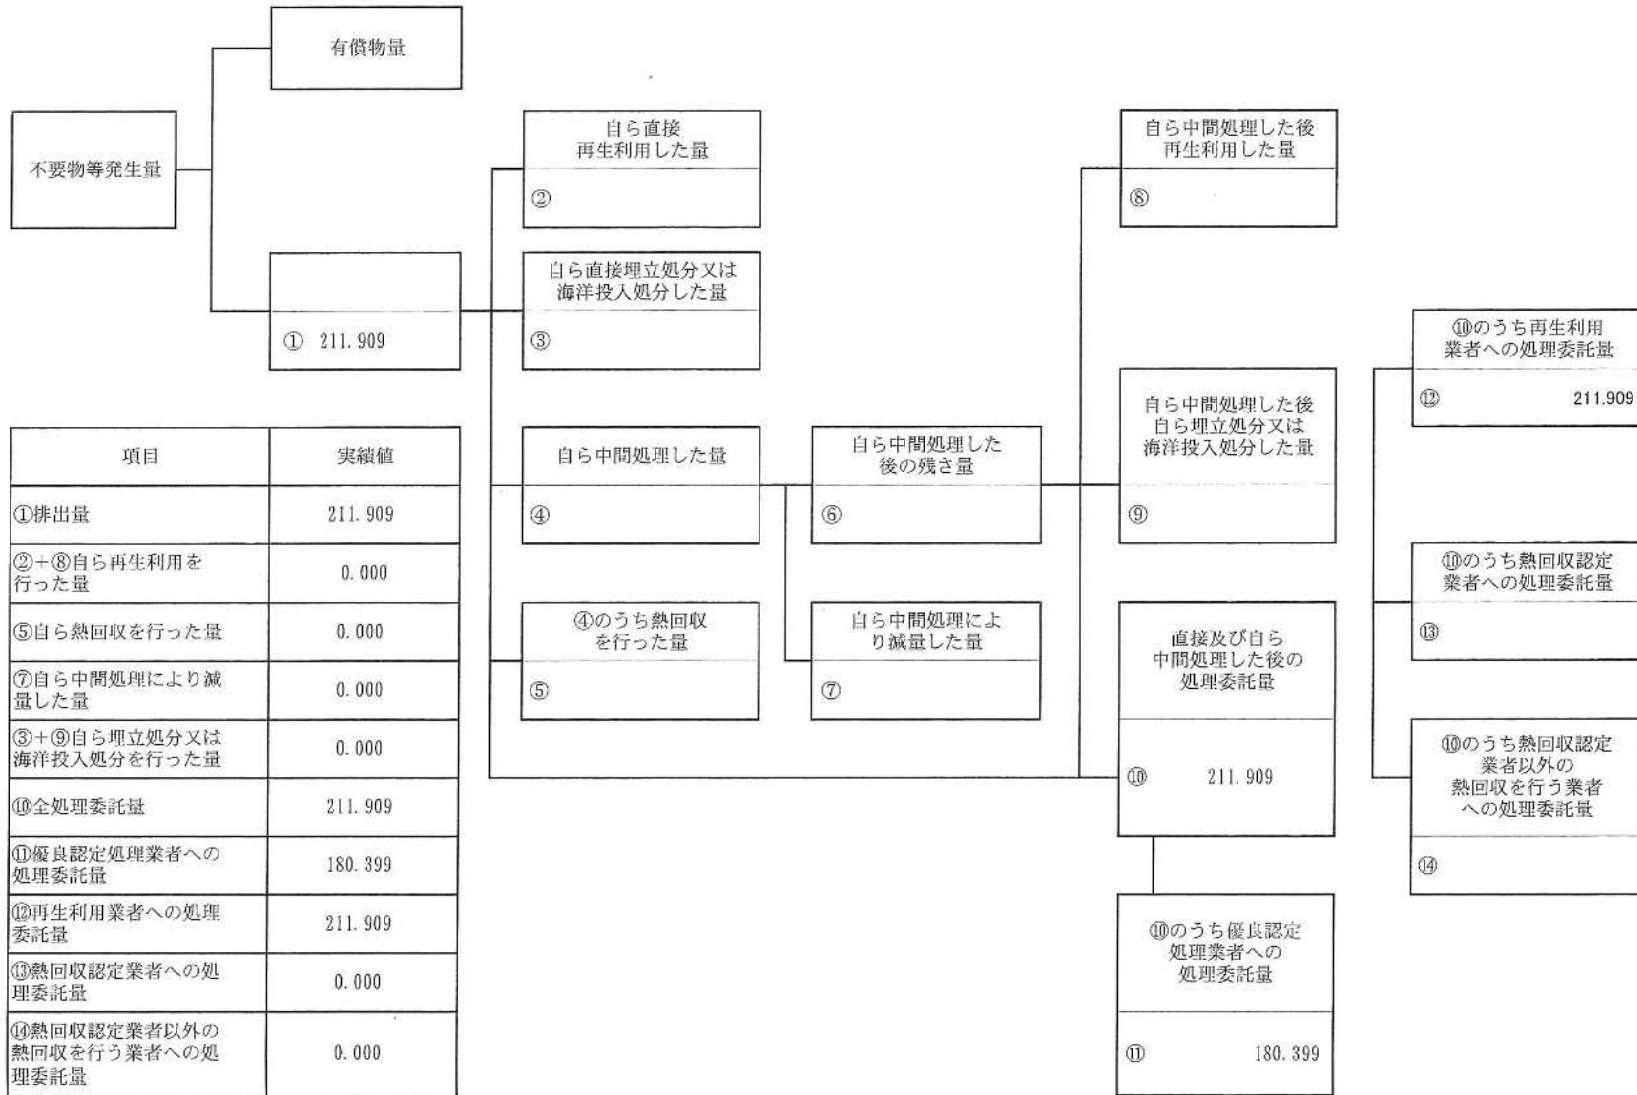 有償物量
不要物等発生量
① 211.909
自ら直接
再生利用した量
②
自ら直接埋立処分又は
海洋投入処分した量
③
自ら中間処理した量
④
④のうち熱回収
を行った量
⑤
自ら中間処理した
後の残さ量
⑥
自ら中間処理によ
り減量した量
⑦
自ら中間処理した後
再生利用した量
⑧
自ら中間処理した後
自ら埋立処分又は
海洋投入処分した量
⑨
直接及び自ら
中間処理した後の
処理委託量
⑩ 211.909
⑩のうち優良認定
処理業者への
処理委託量
⑪ 180.399
⑩のうち再生利用
業者への処理委託量
⑫ 211.909
⑩のうち熱回収認定
業者への処理委託量
⑬
⑩のうち熱回収認定
業者以外の
熱回収を行う業者
への処理委託量
⑭
項目 実績値
①排出量 211.909
②+⑧自ら再生利用を
行った量 0.000
⑤自ら熱回収を行った量 0.000
⑦自ら中間処理により減
量した量 0.000
③+⑨自ら埋立処分又は
海洋投入処分を行った量 0.000
⑩全処理委託量 211.909
⑪優良認定処理業者への
処理委託量 180.399
⑫再生利用業者への処理
委託量 211.909
⑬熱回収認定業者への処
理委託量 0.000
⑭熱回収認定業者以外の
熱回収を行う業者への処
理委託量 0.000